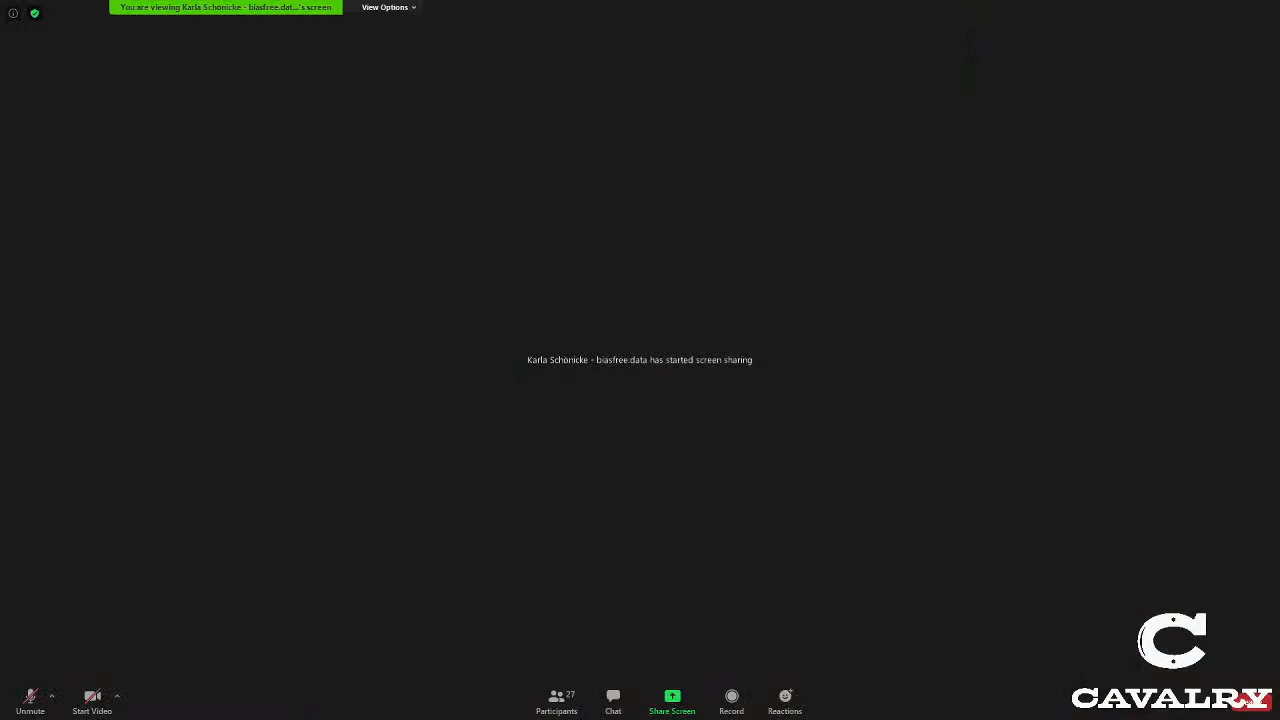 You are viewing Karla Schönicke - biasfree.dat...'s screen
View Options
Karla Schönicke - biasfree.data has started screen sharing
Unmute
Start Video
27
Participants
Chat
Share Screen
Record
Reactions
C
CAVALRY